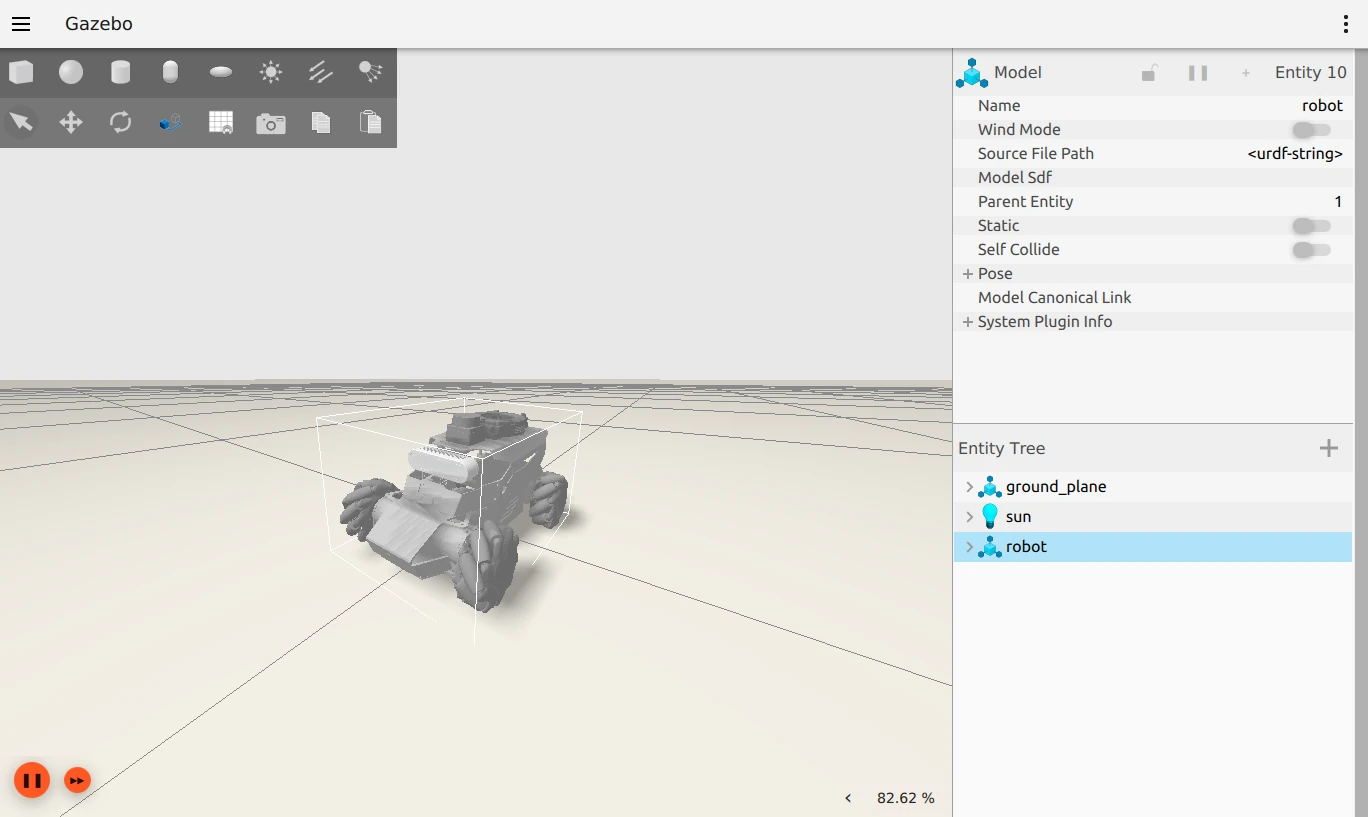 Gazebo
Model Entity 10
Name robot
Wind Mode
Source File Path <urdf-string>
Model Sdf
Parent Entity 1
Static
Self Collide
+ Pose
Model Canonical Link
+ System Plugin Info
Entity Tree
ground_plane
sun
robot
82.62 %